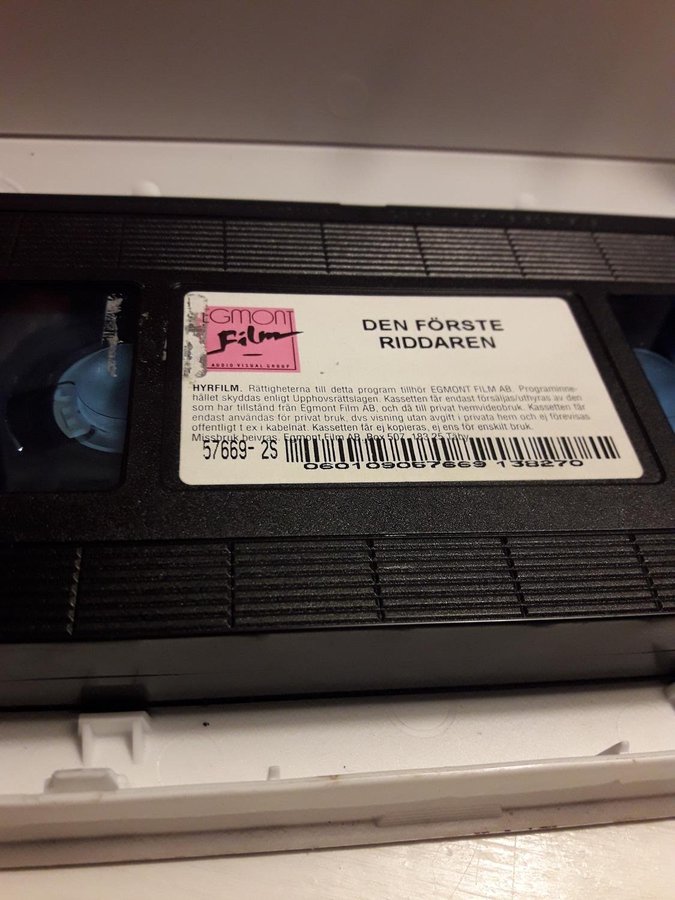 EGMONT
Film
AUDIO VISUAL GROUP
DEN FÖRSTE
RIDDAREN
HYRFILM. Rättigheterna till detta program tillhör EGMONT FILM AB. Programinne-
hållet skyddas enligt Upphovsrättslagen. Kassetten får endast försäljas/uthyras av den
som har tillstånd från Egmont Film AB, och då till privat hemvideobruk. Kassetten får
endast användas för privat bruk, dvs visning utan avgift i privata hem och ej förevisas
offentligt t ex i kabelnät. Kassetten får ej kopieras, ej ens för enskilt bruk.
Missbruk beivras. Egmont Film AB, Box 507, 183 25 Täby
57669- 2S
060109057669 138270